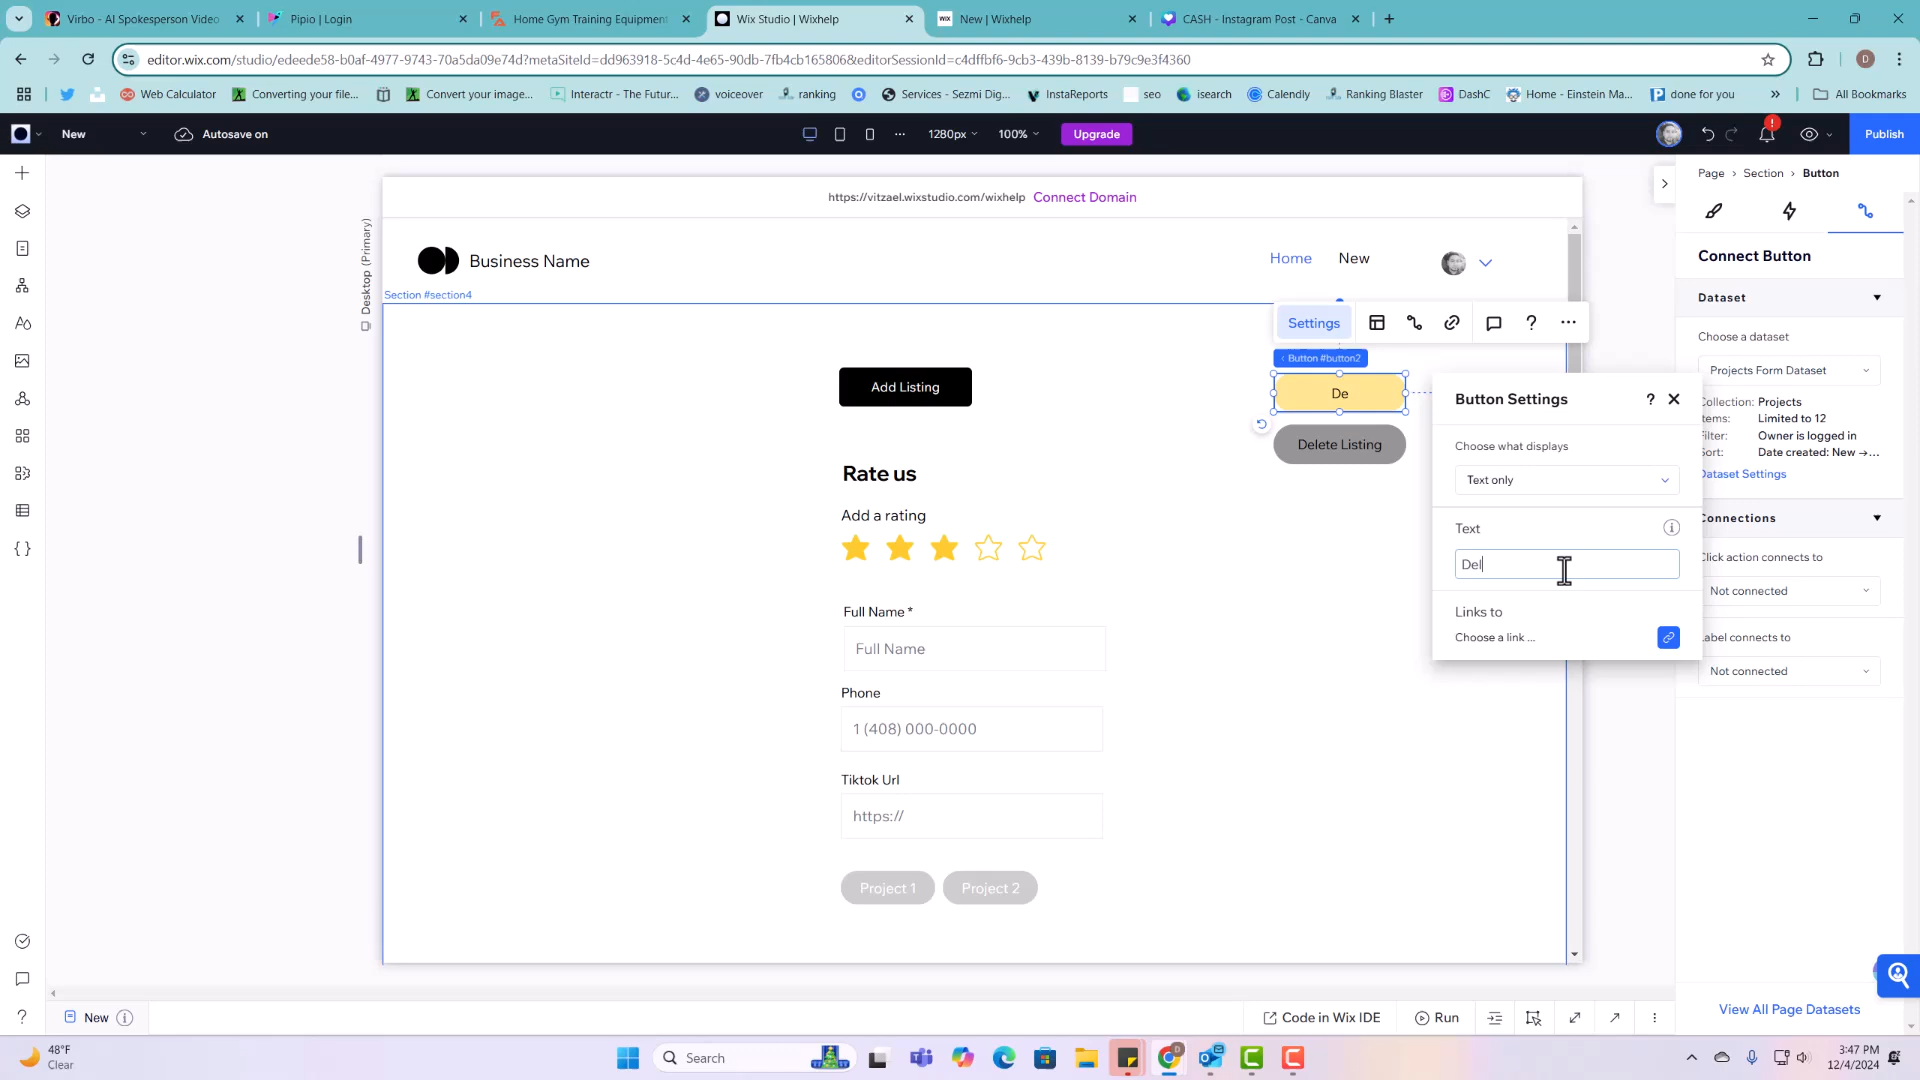 Virbo - AI Spokesperson Video
Pipio | Login
Home Gym Training Equipment
Wix Studio | Wixhelp
WIX
New | Wixhelp
CASH - Instagram Post - Canva
editor.wix.com/studio/edeede58-b0af-4977-9743-70a5da09e74d?metaSiteId=dd963918-5c4d-4e65-90db-7fb4cb165806&editorSessionId=c4dffbf6-9cb3-439b-8139-b79c9e3f4360
D
Web Calculator
Converting your file...
Convert your image...
Interactr - The Futur...
voiceover
ranking
Services - Sezmi Dig...
InstaReports
seo
isearch
Calendly
Ranking Blaster
DashC
Home - Einstein Ma...
done for you
All Bookmarks
New
Autosave on
1280px
100%
Upgrade
Publish
Page > Section > Button
https://vitzael.wixstudio.com/wixhelp Connect Domain
Desktop (Primary)
Business Name
Home
New
Section #section4
Settings
Button #button2
De
Delete Listing
Add Listing
Rate us
Add a rating
Full Name *
Full Name
Phone
1 (408) 000-0000
Tiktok Url
https://
Project 1
Project 2
Button Settings
Choose what displays
Text only
Text
Del
Links to
Choose a link ...
Connect Button
Dataset
Choose a dataset
Projects Form Dataset
Collection: Projects
tems: Limited to 12
Filter: Owner is logged in
Sort: Date created: New →...
Dataset Settings
Connections
Click action connects to
Not connected
Label connects to
Not connected
View All Page Datasets
New
Code in Wix IDE
Run
48°F
Clear
Search
3:47 PM
12/4/2024